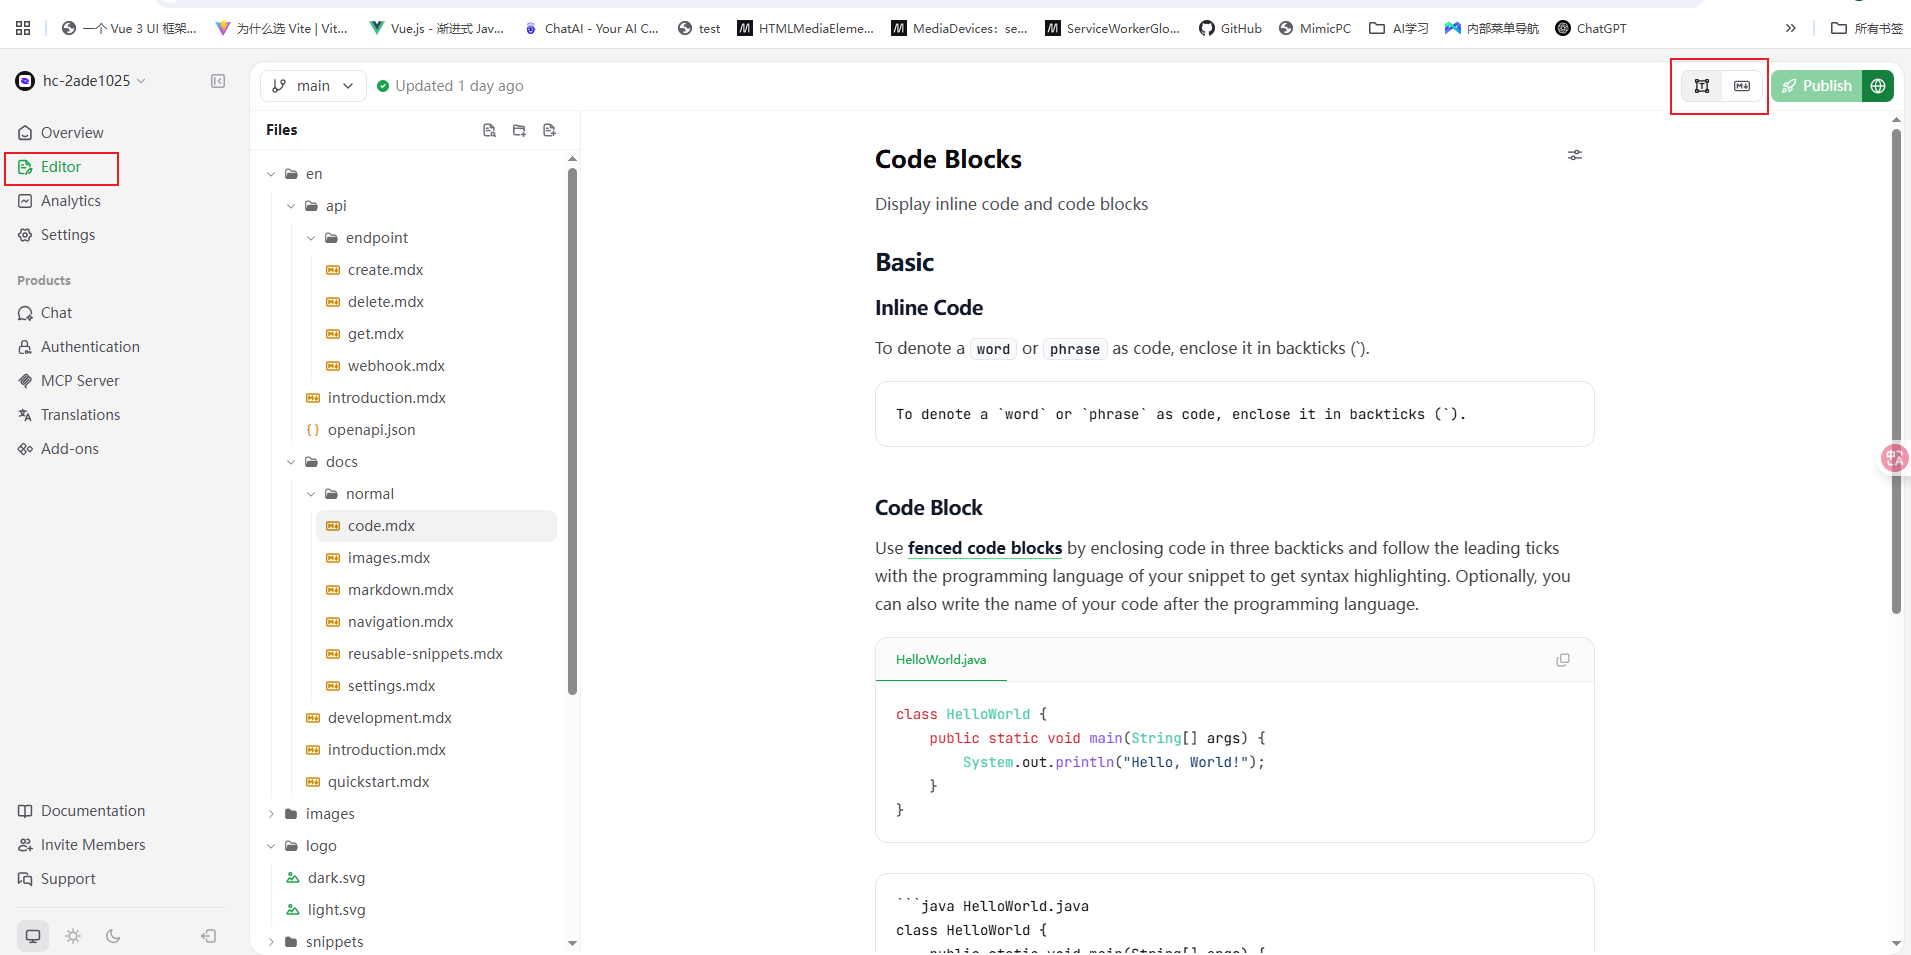 一个 Vue 3 UI 框架...
为什么选 Vite | Vit...
Vue.js - 渐进式 Jav...
ChatAI - Your AI C...
test
HTMLMediaEleme...
MediaDevices：se...
ServiceWorkerGlo...
GitHub
MimicPC
AI学习
内部菜单导航
ChatGPT
所有书签
hc-2ade1025
Overview
Editor
Analytics
Settings
Products
Chat
Authentication
MCP Server
Translations
Add-ons
Documentation
Invite Members
Support
main
Updated 1 day ago
Publish
Files
en
api
endpoint
create.mdx
delete.mdx
get.mdx
webhook.mdx
introduction.mdx
openapi.json
docs
normal
code.mdx
images.mdx
markdown.mdx
navigation.mdx
reusable-snippets.mdx
settings.mdx
development.mdx
introduction.mdx
quickstart.mdx
images
logo
dark.svg
light.svg
snippets
Code Blocks
Display inline code and code blocks
Basic
Inline Code
To denote a word or phrase as code, enclose it in backticks (`).
To denote a `word` or `phrase` as code, enclose it in backticks (`).
Code Block
Use fenced code blocks by enclosing code in three backticks and follow the leading ticks
with the programming language of your snippet to get syntax highlighting. Optionally, you
can also write the name of your code after the programming language.
HelloWorld.java
class HelloWorld {
    public static void main(String[] args) {
        System.out.println("Hello, World!");
    }
}
```java HelloWorld.java
class HelloWorld {
    public static void main(String[] args) {